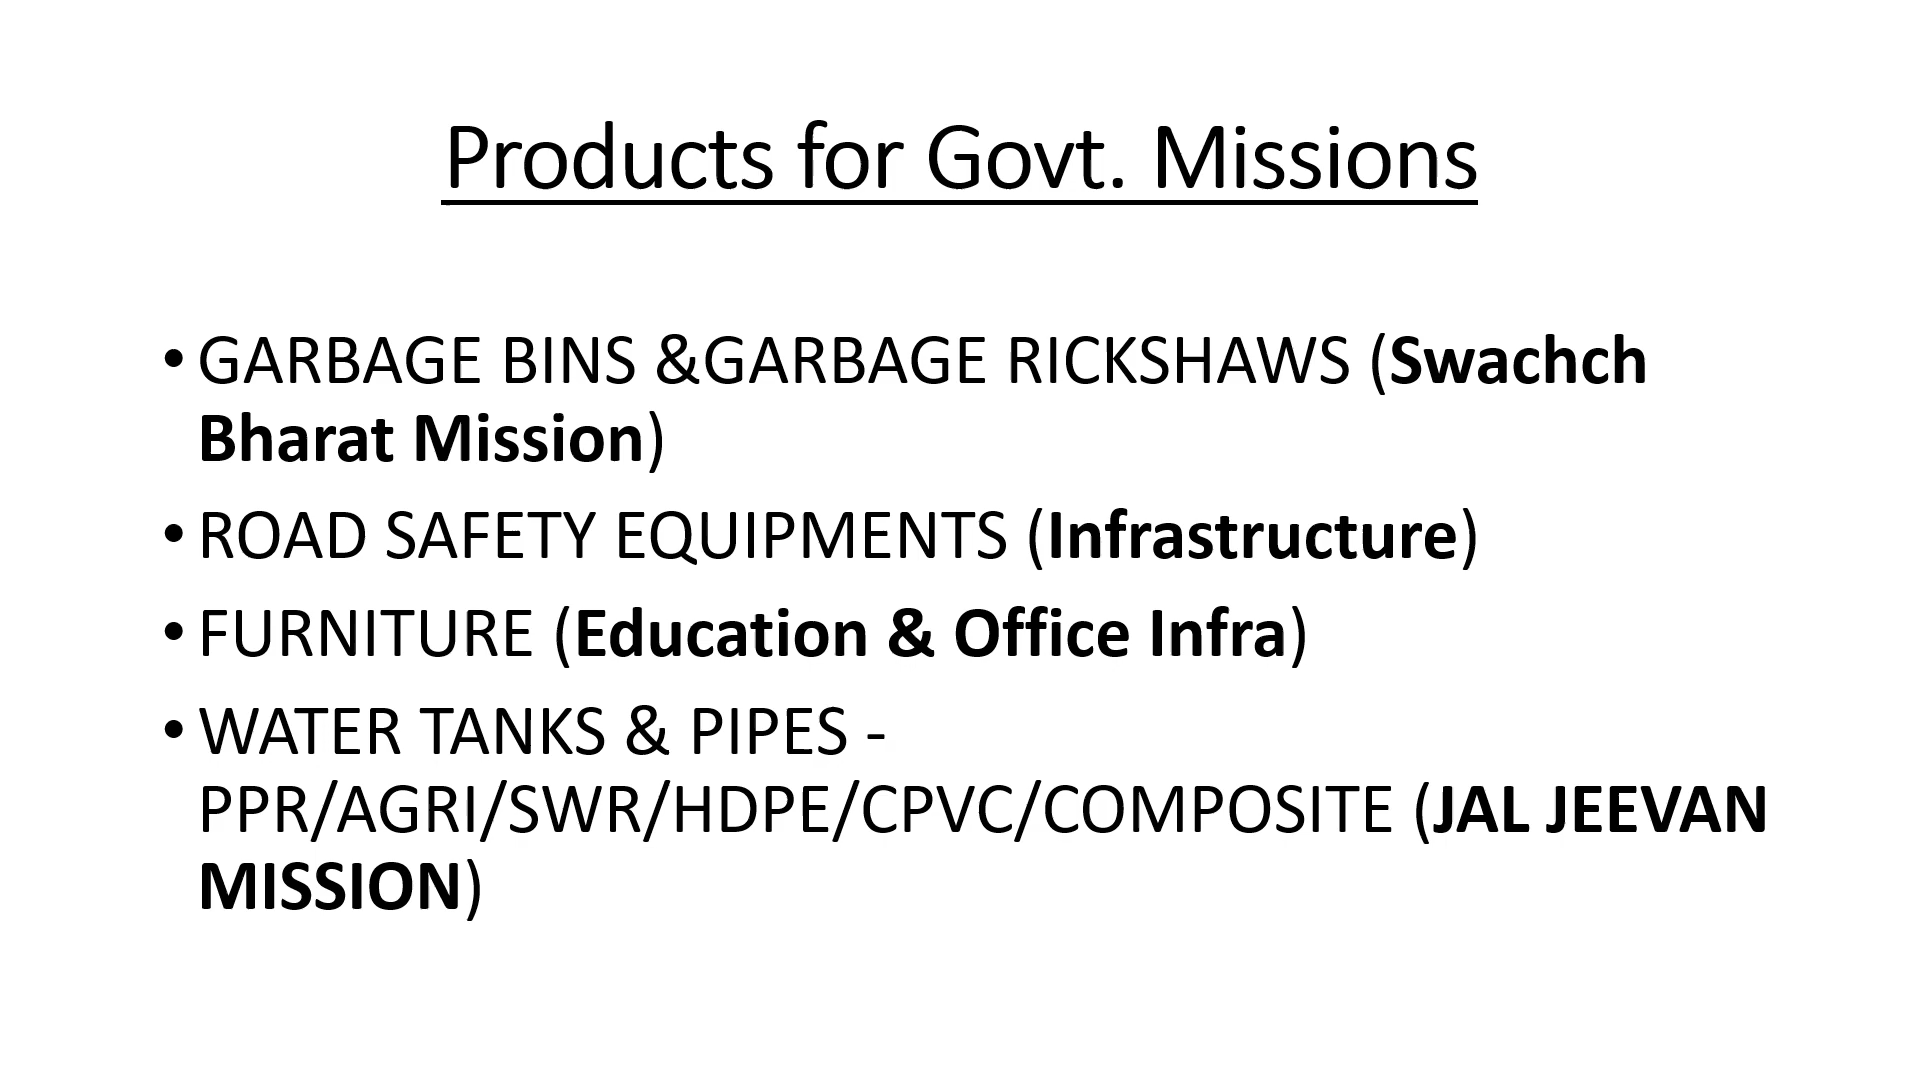 Products for Govt. Missions
• GARBAGE BINS &GARBAGE RICKSHAWS (Swachch
Bharat Mission)
• ROAD SAFETY EQUIPMENTS (Infrastructure)
• FURNITURE (Education & Office Infra)
• WATER TANKS & PIPES -
PPR/AGRI/SWR/HDPE/CPVC/COMPOSITE (JAL JEEVAN
MISSION)